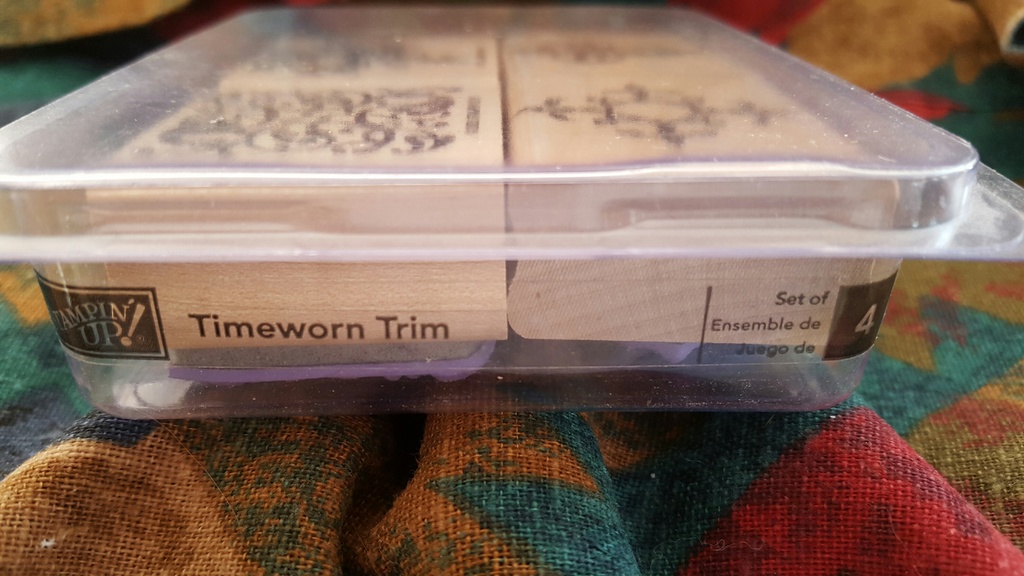 STAMPIN'
UP!®
Timeworn Trim
Set of
Ensemble de
Juego de
4